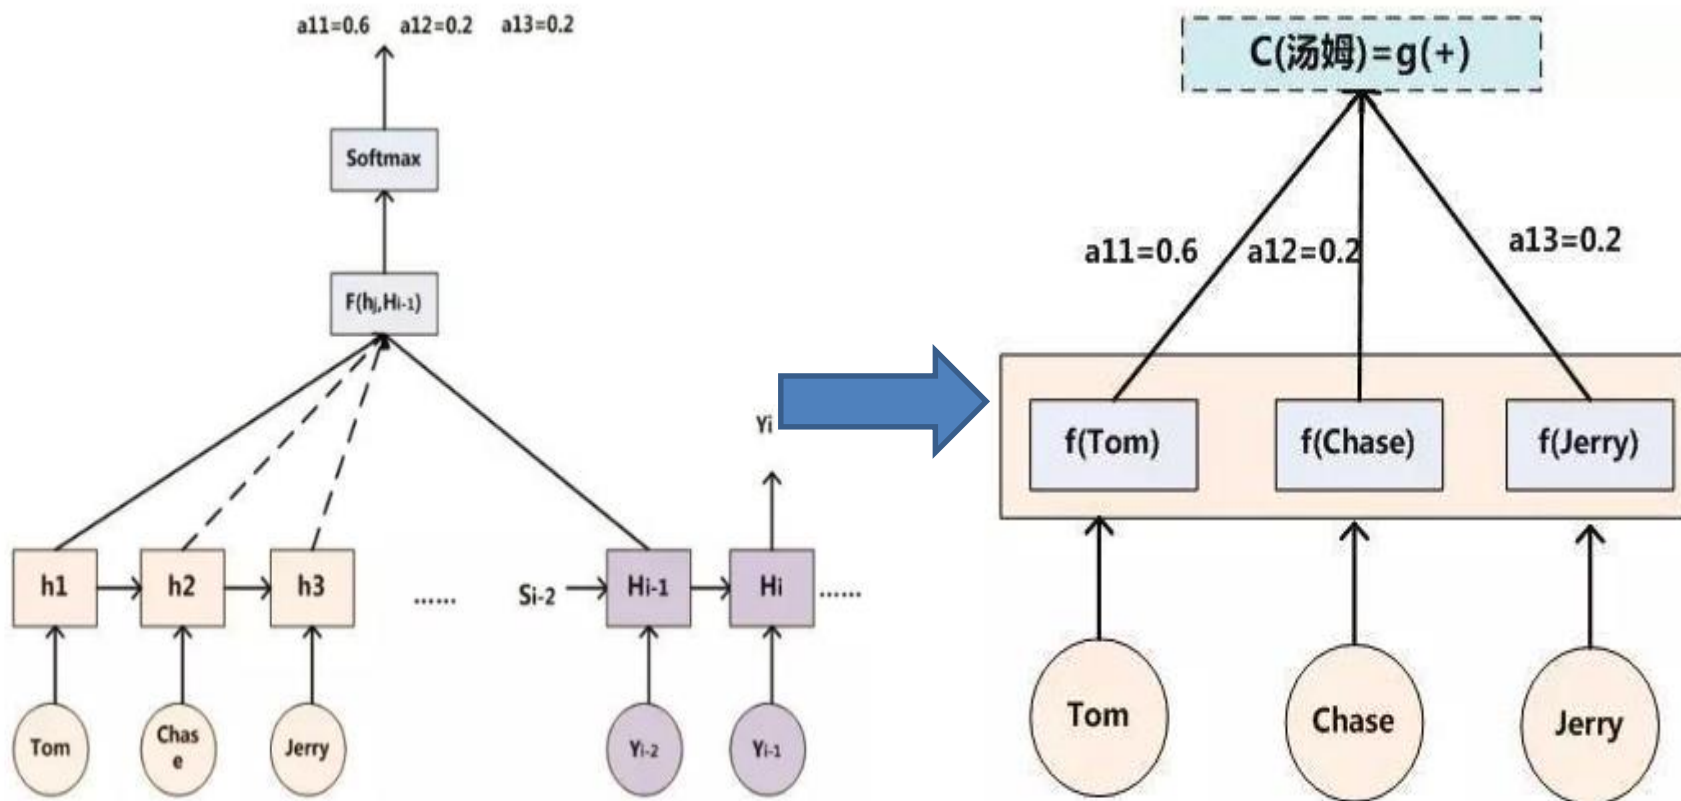 a11=0.6 a12=0.2 a13=0.2
Softmax
F(hj,Hi-1)
Yi
h1
h2
h3
......
Si-2
Hi-1
Hi
......
Tom
Chas
e
Jerry
Yi-2
Yi-1
C(汤姆)=g(+)
a11=0.6
a12=0.2
a13=0.2
f(Tom)
f(Chase)
f(Jerry)
Tom
Chase
Jerry